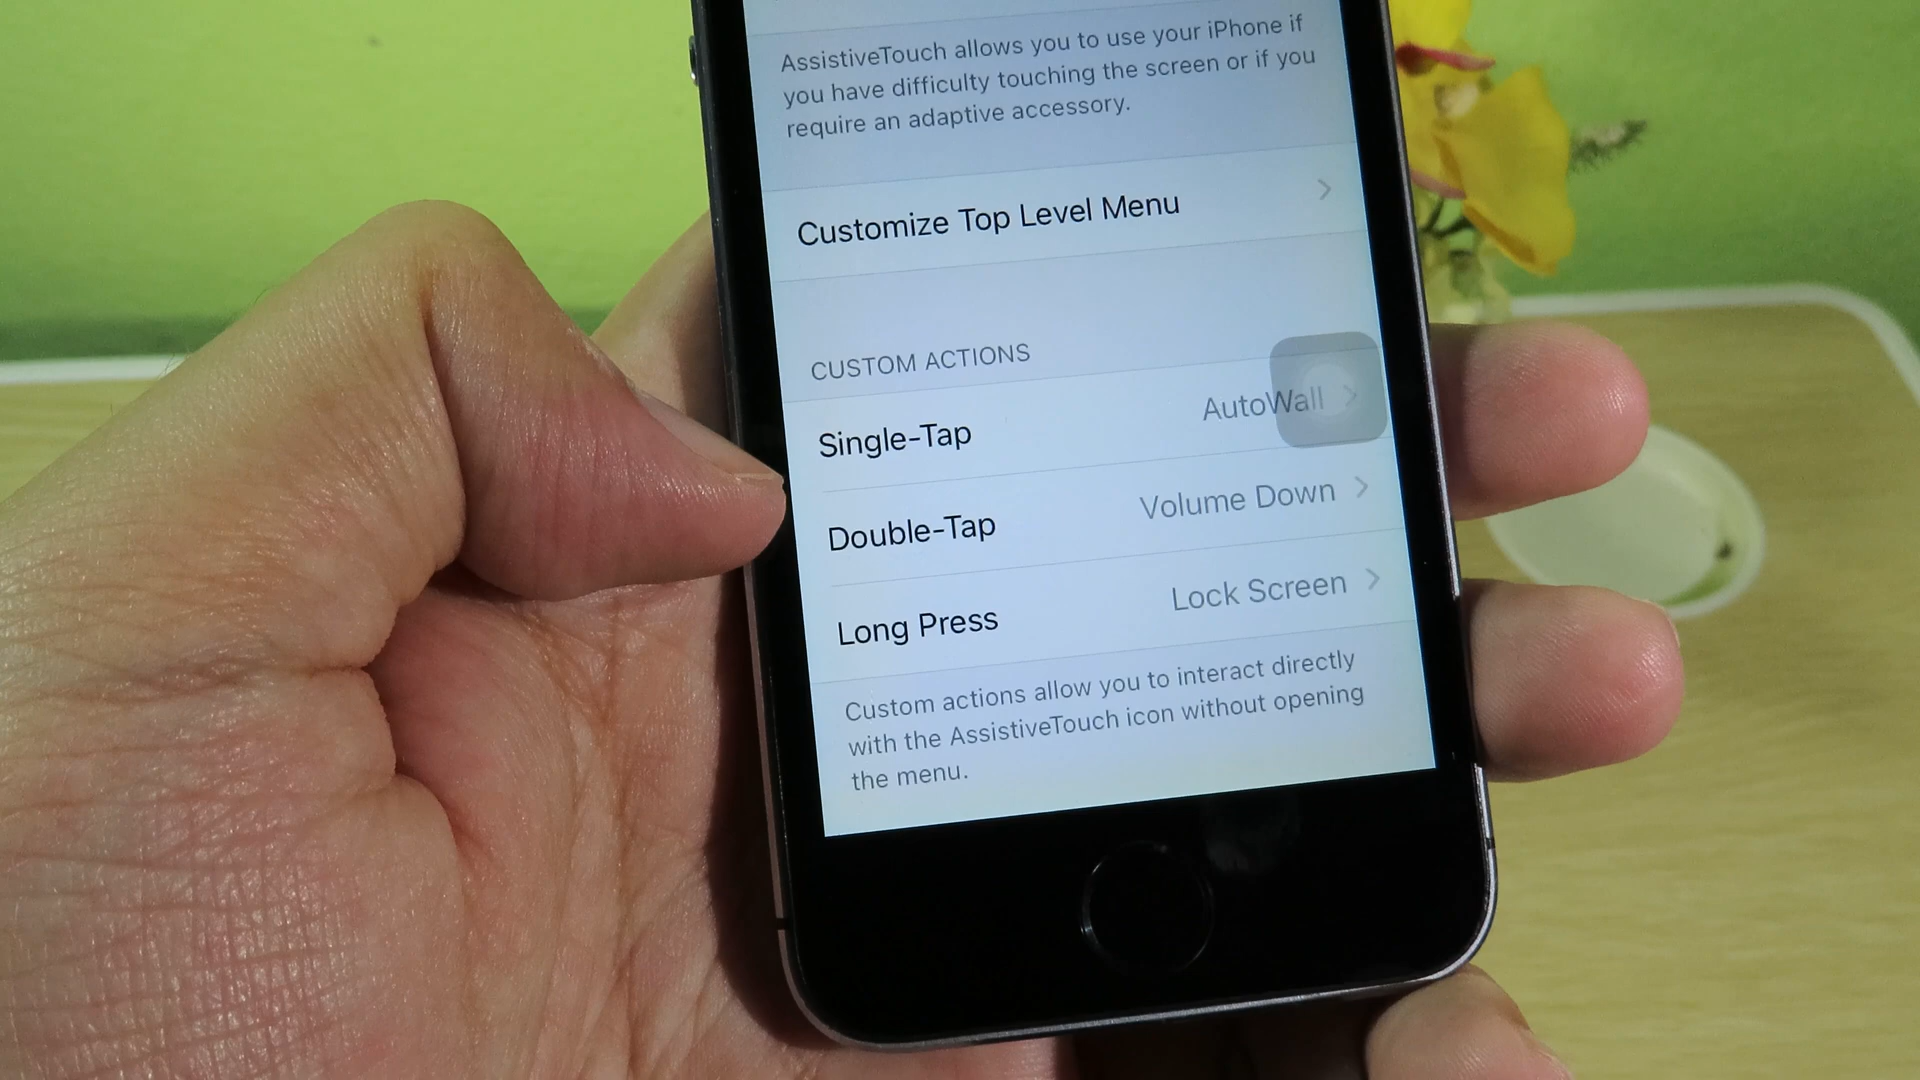 AssistiveTouch allows you to use your iPhone if
you have difficulty touching the screen or if you
require an adaptive accessory.
Customize Top Level Menu
CUSTOM ACTIONS
Single-Tap AutoWall
Double-Tap Volume Down
Long Press Lock Screen
Custom actions allow you to interact directly
with the AssistiveTouch icon without opening
the menu.